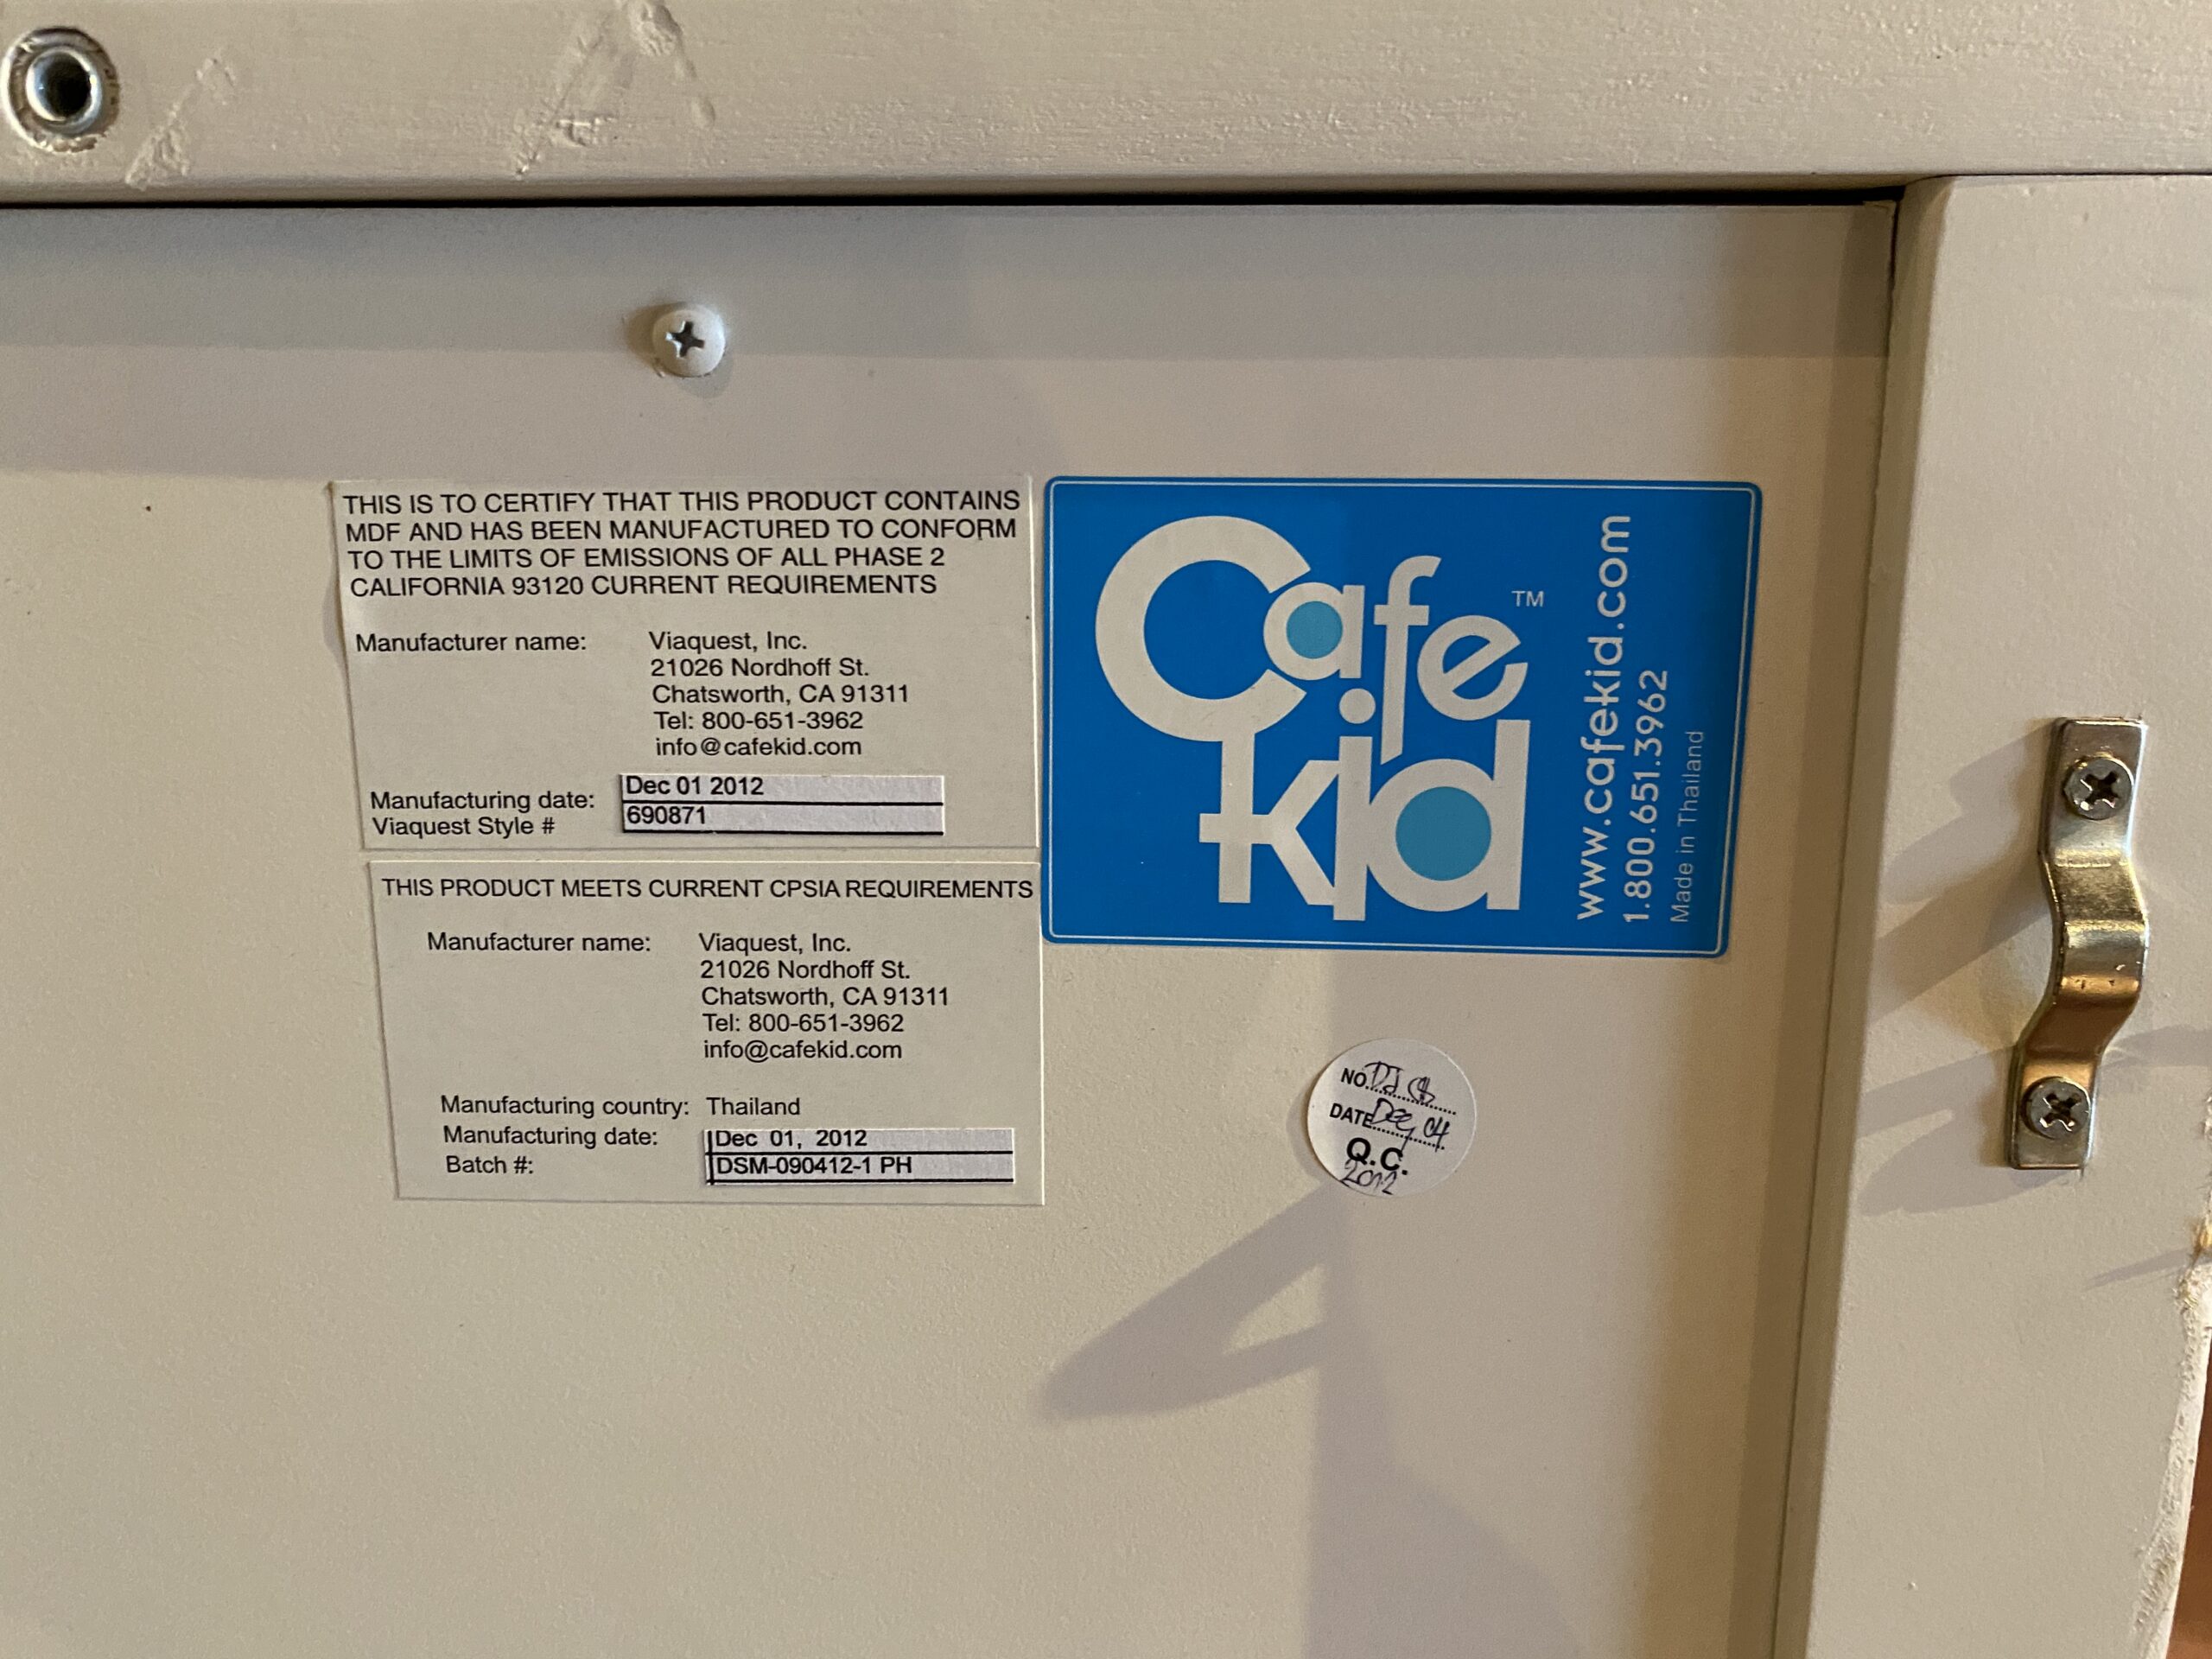 THIS IS TO CERTIFY THAT THIS PRODUCT CONTAINS
MDF AND HAS BEEN MANUFACTURED TO CONFORM
TO THE LIMITS OF EMISSIONS OF ALL PHASE 2
CALIFORNIA 93120 CURRENT REQUIREMENTS
Manufacturer name: Viaquest, Inc.
21026 Nordhoff St.
Chatsworth, CA 91311
Tel: 800-651-3962
info@cafekid.com
Manufacturing date: Dec 01 2012
Viaquest Style # 690871
THIS PRODUCT MEETS CURRENT CPSIA REQUIREMENTS
Manufacturer name: Viaquest, Inc.
21026 Nordhoff St.
Chatsworth, CA 91311
Tel: 800-651-3962
info@cafekid.com
Manufacturing country: Thailand
Manufacturing date: Dec 01, 2012
Batch #: DSM-090412-1 PH
Cafe TM
kid
www.cafekid.com
1.800.651.3962
Made in Thailand
NO.
DATE Dec, 04
Q.C.
2012